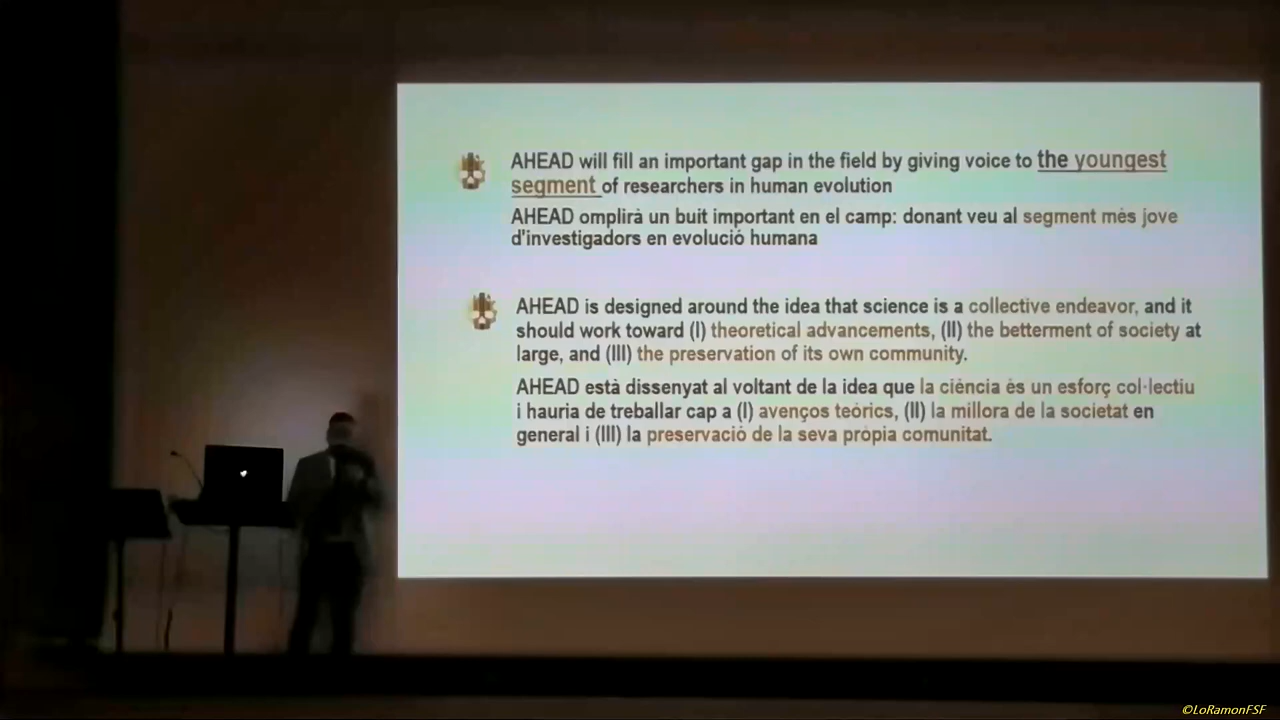 AHEAD will fill an important gap in the field by giving voice to the youngest
segment of researchers in human evolution
AHEAD omplirà un buit important en el camp: donant veu al segment mès jove
d'investigadors en evolució humana
AHEAD is designed around the idea that science is a collective endeavor, and it
should work toward (I) theoretical advancements, (II) the betterment of society at
large, and (III) the preservation of its own community.
AHEAD està dissenyat al voltant de la idea que la ciència ès un esforç col·lectiu
i hauria de treballar cap a (I) avenços teòrics, (II) la millora de la societat en
general i (III) la preservació de la seva pròpia comunitat.
©LoRamonFSF